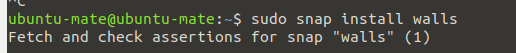 ^C
ubuntu-mate@ubuntu-mate:~$ sudo snap install walls
Fetch and check assertions for snap "walls" (1)